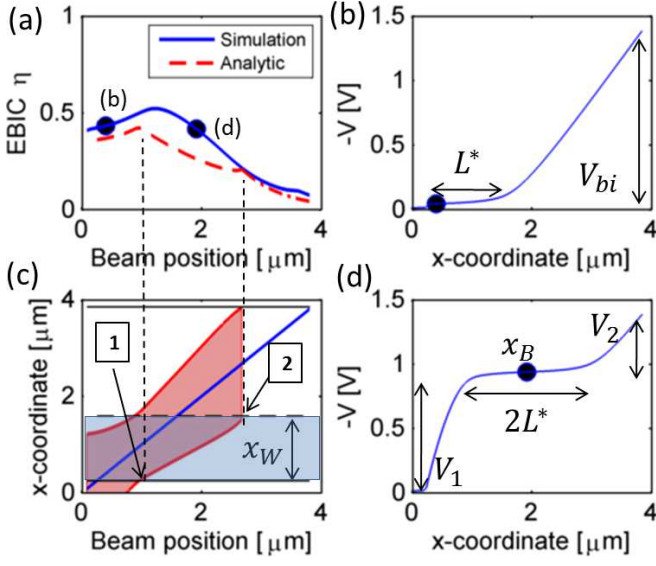 (a)
1
0.5
0
EBIC η
Simulation
Analytic
(b)
(d)
0 2 4
Beam position [ μm]
(b)
1.5
1
0.5
0
-V [V]
L*
V_bi
0 2 4
x-coordinate [ μm]
(c)
4
2
0
x-coordinate [ μm]
1
2
x_W
0 2 4
Beam position [ μm]
(d)
1.5
1
0.5
0
-V [V]
x_B
V_2
2L*
V_1
0 2 4
x-coordinate [ μm]